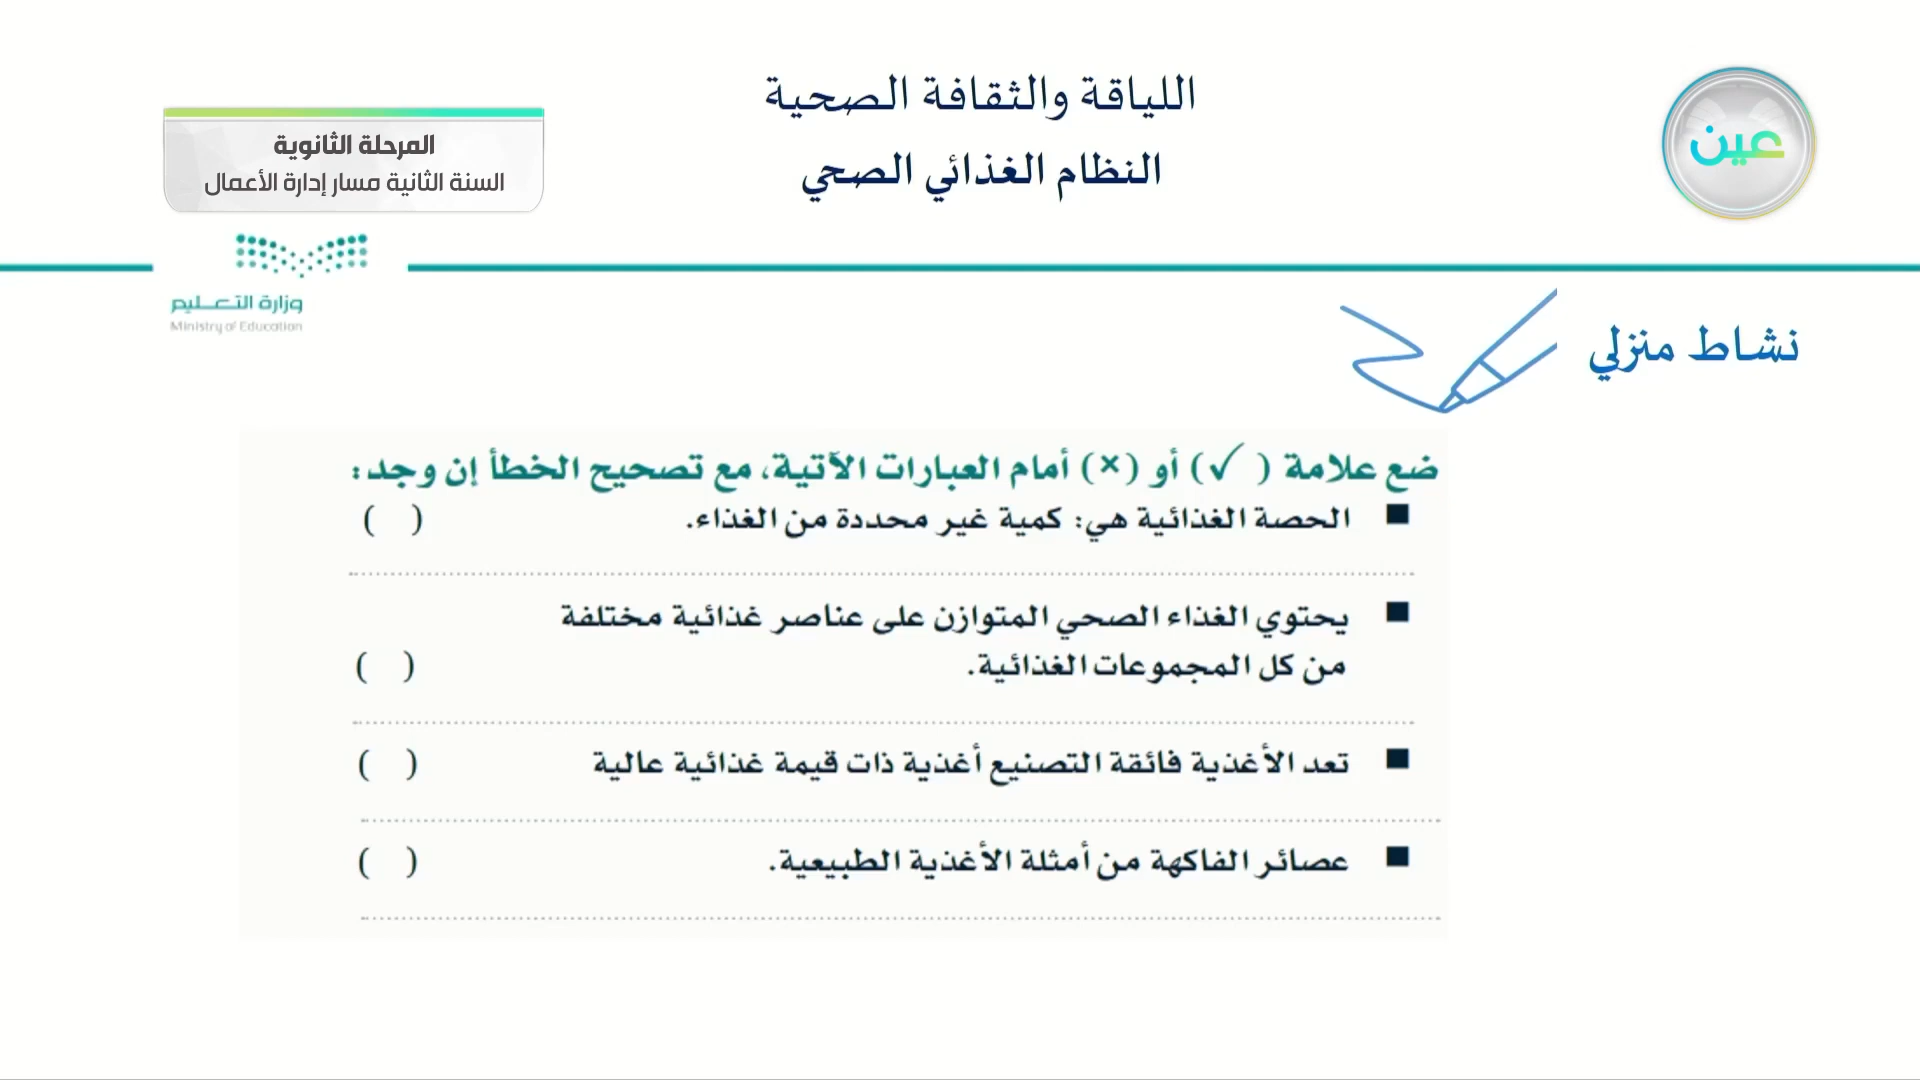 اللياقة والثقافة الصحية
النظام الغذائي الصحي
المرحلة الثانوية
السنة الثانية مسار إدارة الأعمال
عين
وزارة التعليم
Ministry of Education
نشاط منزلي
ضع علامة ( ✓ ) أو (×) أمام العبارات الآتية، مع تصحيح الخطأ إن وجد:
■ الحصة الغذائية هي: كمية غير محددة من الغذاء. ( )
■ يحتوي الغذاء الصحي المتوازن على عناصر غذائية مختلفة
من كل المجموعات الغذائية. ( )
■ تعد الأغذية فائقة التصنيع أغذية ذات قيمة غذائية عالية ( )
■ عصائر الفاكهة من أمثلة الأغذية الطبيعية. ( )